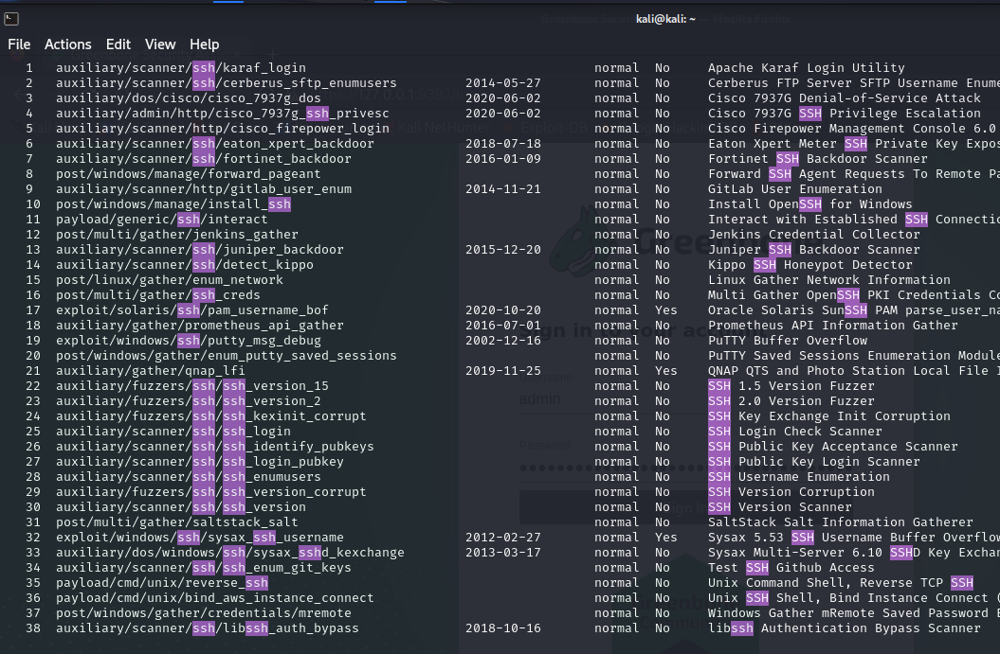 kali@kali: ~
File Actions Edit View Help
1 auxiliary/scanner/ssh/karaf_login normal No Apache Karaf Login Utility
2 auxiliary/scanner/ssh/cerberus_sftp_enumusers 2014-05-27 normal No Cerberus FTP Server SFTP Username Enume
3 auxiliary/dos/cisco/cisco_7937g_dos 2020-06-02 normal No Cisco 7937G Denial-of-Service Attack
4 auxiliary/admin/http/cisco_7937g_ssh_privesc 2020-06-02 normal No Cisco 7937G SSH Privilege Escalation
5 auxiliary/scanner/http/cisco_firepower_login normal No Cisco Firepower Management Console 6.0
6 auxiliary/scanner/ssh/eaton_xpert_backdoor 2018-07-18 normal No Eaton Xpert Meter SSH Private Key Expos
7 auxiliary/scanner/ssh/fortinet_backdoor 2016-01-09 normal No Fortinet SSH Backdoor Scanner
8 post/windows/manage/forward_pageant normal No Forward SSH Agent Requests To Remote Pa
9 auxiliary/scanner/http/gitlab_user_enum 2014-11-21 normal No GitLab User Enumeration
10 post/windows/manage/install_ssh normal No Install OpenSSH for Windows
11 payload/generic/ssh/interact normal No Interact with Established SSH Connectio
12 post/multi/gather/jenkins_gather normal No Jenkins Credential Collector
13 auxiliary/scanner/ssh/juniper_backdoor 2015-12-20 normal No Juniper SSH Backdoor Scanner
14 auxiliary/scanner/ssh/detect_kippo normal No Kippo SSH Honeypot Detector
15 post/linux/gather/enum_network normal No Linux Gather Network Information
16 post/multi/gather/ssh_creds normal No Multi Gather OpenSSH PKI Credentials Co
17 exploit/solaris/ssh/pam_username_bof 2020-10-20 normal Yes Oracle Solaris SunSSH PAM parse_user_na
18 auxiliary/gather/prometheus_api_gather 2016-07-01 normal No Prometheus API Information Gather
19 exploit/windows/ssh/putty_msg_debug 2002-12-16 normal No PuTTY Buffer Overflow
20 post/windows/gather/enum_putty_saved_sessions normal No PuTTY Saved Sessions Enumeration Module
21 auxiliary/gather/qnap_lfi 2019-11-25 normal Yes QNAP QTS and Photo Station Local File I
22 auxiliary/fuzzers/ssh/ssh_version_15 normal No SSH 1.5 Version Fuzzer
23 auxiliary/fuzzers/ssh/ssh_version_2 normal No SSH 2.0 Version Fuzzer
24 auxiliary/fuzzers/ssh/ssh_kexinit_corrupt normal No SSH Key Exchange Init Corruption
25 auxiliary/scanner/ssh/ssh_login normal No SSH Login Check Scanner
26 auxiliary/scanner/ssh/ssh_identify_pubkeys normal No SSH Public Key Acceptance Scanner
27 auxiliary/scanner/ssh/ssh_login_pubkey normal No SSH Public Key Login Scanner
28 auxiliary/scanner/ssh/ssh_enumusers normal No SSH Username Enumeration
29 auxiliary/fuzzers/ssh/ssh_version_corrupt normal No SSH Version Corruption
30 auxiliary/scanner/ssh/ssh_version normal No SSH Version Scanner
31 post/multi/gather/saltstack_salt normal No SaltStack Salt Information Gatherer
32 exploit/windows/ssh/sysax_ssh_username 2012-02-27 normal Yes Sysax 5.53 SSH Username Buffer Overflow
33 auxiliary/dos/windows/ssh/sysax_sshd_kexchange 2013-03-17 normal No Sysax Multi-Server 6.10 SSHD Key Exchan
34 auxiliary/scanner/ssh/ssh_enum_git_keys normal No Test SSH Github Access
35 payload/cmd/unix/reverse_ssh normal No Unix Command Shell, Reverse TCP SSH
36 payload/cmd/unix/bind_aws_instance_connect normal No Unix SSH Shell, Bind Instance Connect (
37 post/windows/gather/credentials/mremote normal No Windows Gather mRemote Saved Password E
38 auxiliary/scanner/ssh/libssh_auth_bypass 2018-10-16 normal No libssh Authentication Bypass Scanner